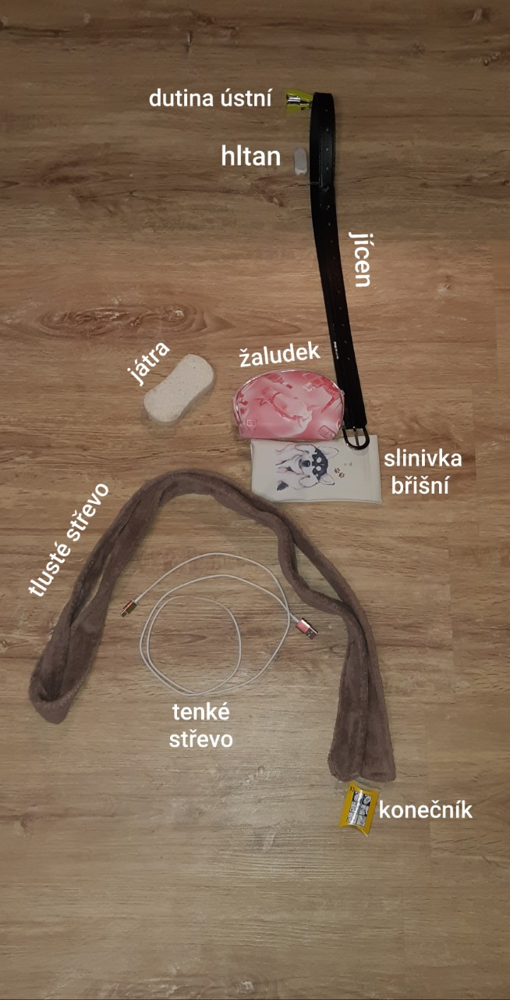 dutina ústní
hltan
jícen
žaludek
játra
slinivka
břišní
tlusté střevo
tenké
střevo
konečník